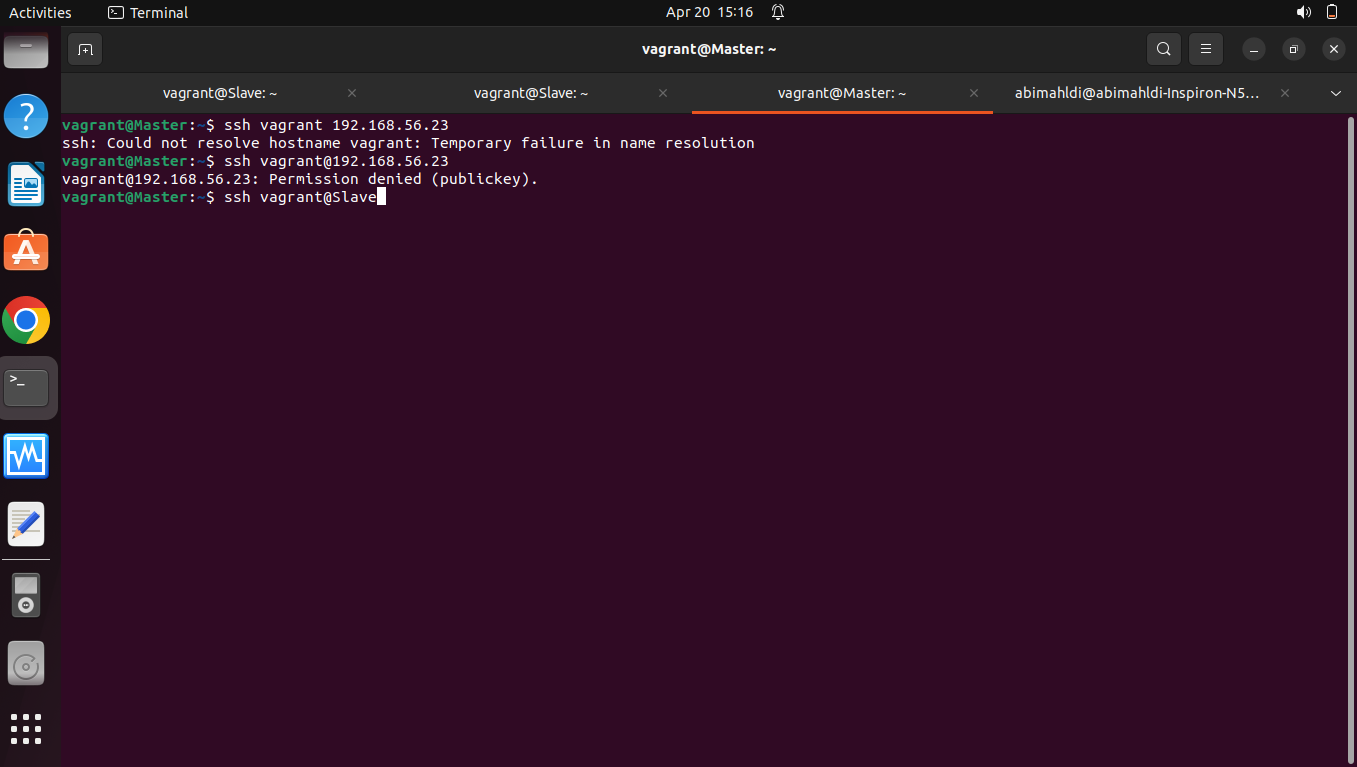 Activities
Terminal
Apr 20 15:16
vagrant@Master: ~
vagrant@Slave: ~
vagrant@Slave: ~
vagrant@Master: ~
abimahldi@abimahldi-Inspiron-N5…
vagrant@Master:~$ ssh vagrant 192.168.56.23
ssh: Could not resolve hostname vagrant: Temporary failure in name resolution
vagrant@Master:~$ ssh vagrant@192.168.56.23
vagrant@192.168.56.23: Permission denied (publickey).
vagrant@Master:~$ ssh vagrant@Slave